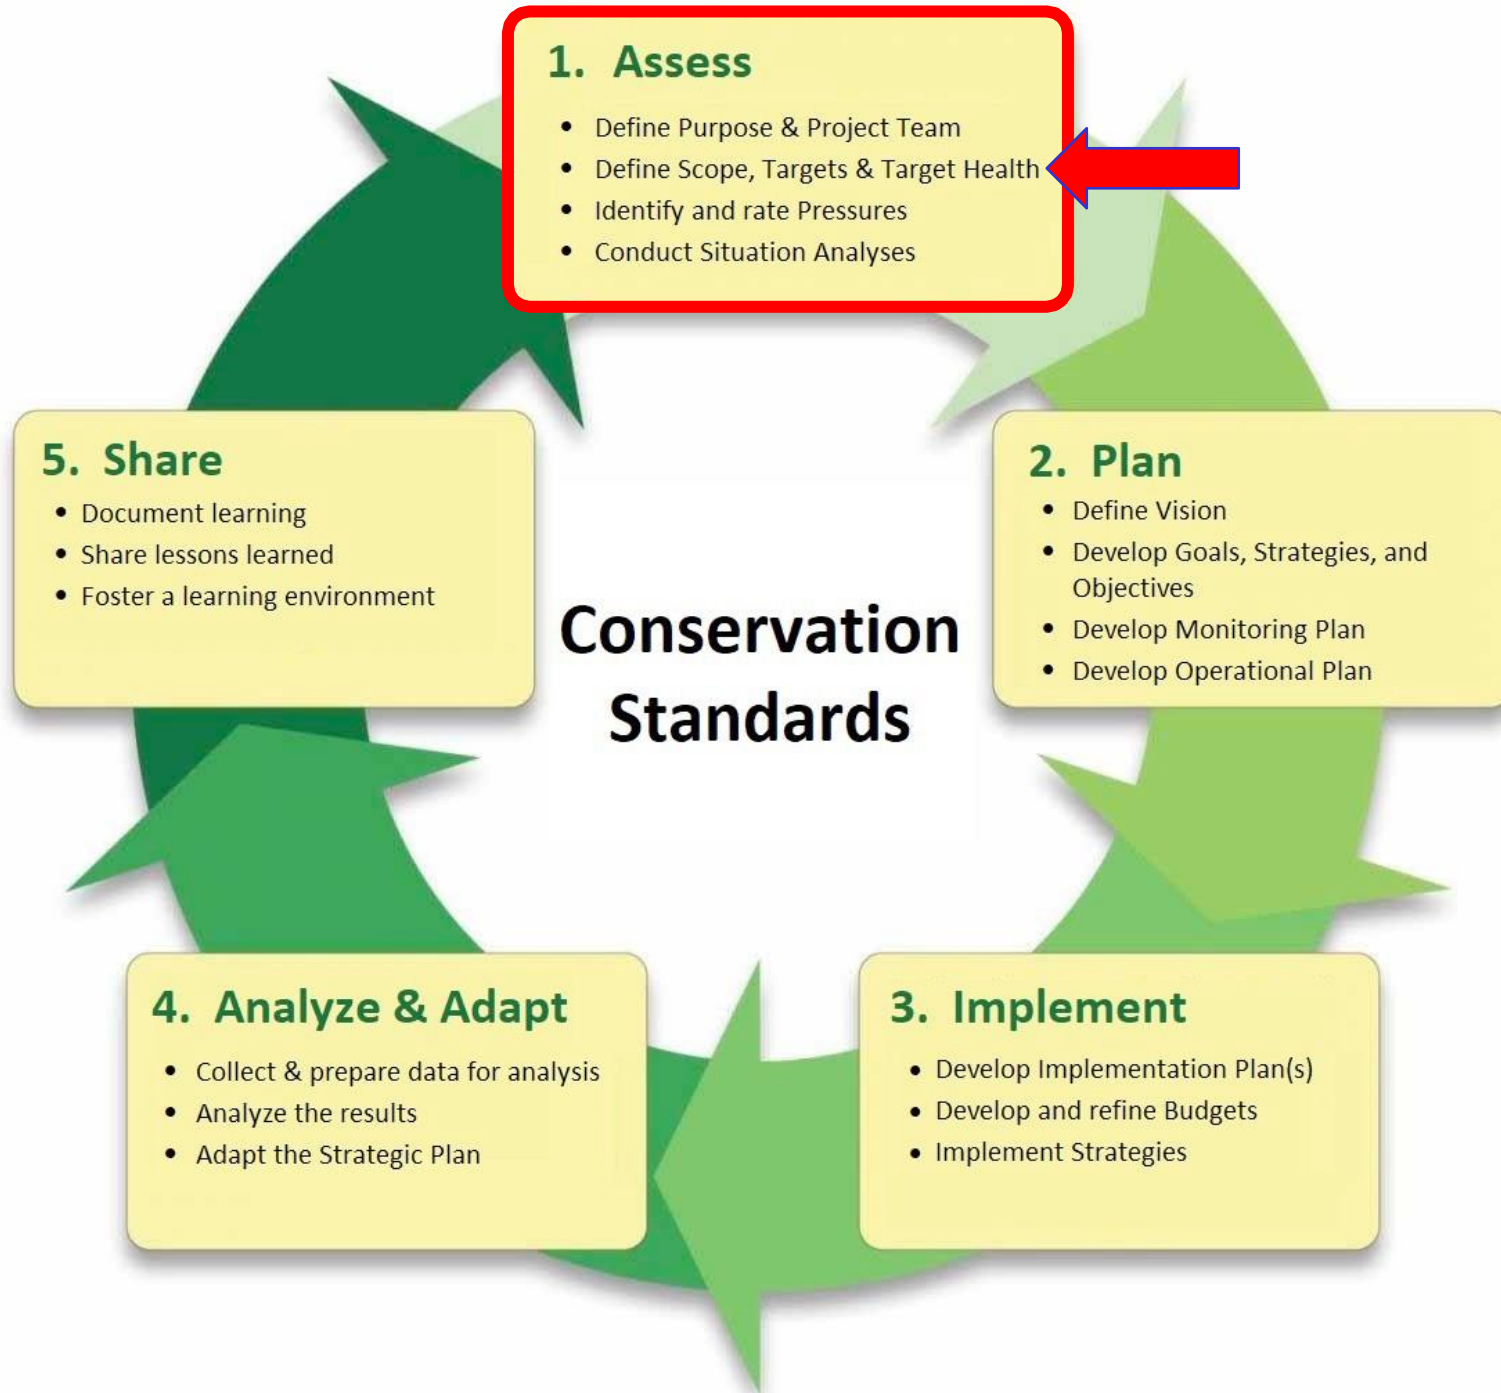 1. Assess
• Define Purpose & Project Team
• Define Scope, Targets & Target Health
• Identify and rate Pressures
• Conduct Situation Analyses
2. Plan
• Define Vision
• Develop Goals, Strategies, and
Objectives
• Develop Monitoring Plan
• Develop Operational Plan
3. Implement
• Develop Implementation Plan(s)
• Develop and refine Budgets
• Implement Strategies
4. Analyze & Adapt
• Collect & prepare data for analysis
• Analyze the results
• Adapt the Strategic Plan
5. Share
• Document learning
• Share lessons learned
• Foster a learning environment
Conservation
Standards